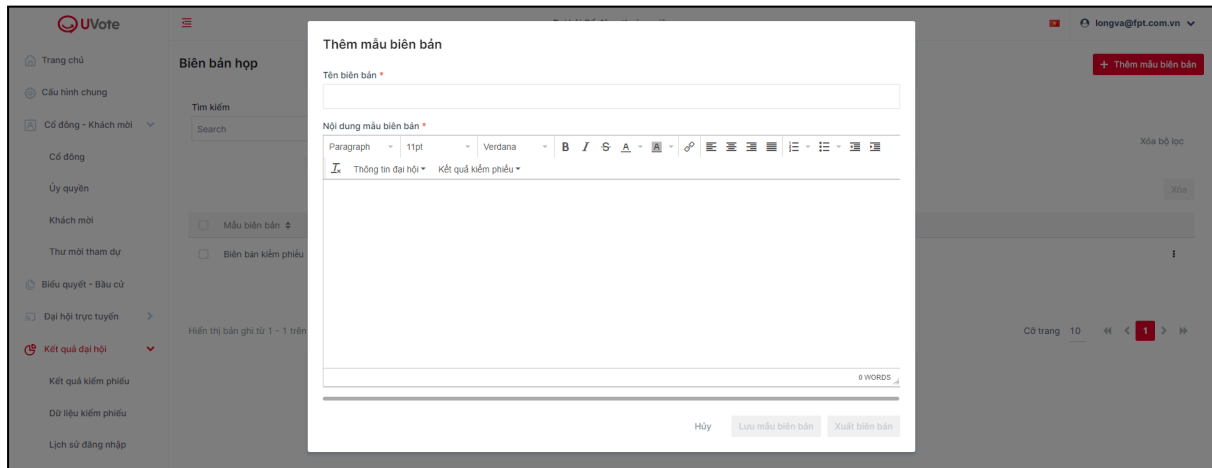 UVote
longva@fpt.com.vn
Trang chủ
Cấu hình chung
Cổ đông - Khách mời
Cổ đông
Ủy quyền
Khách mời
Thư mời tham dự
Biểu quyết - Bầu cử
Đại hội trực tuyến
Kết quả đại hội
Kết quả kiểm phiếu
Dữ liệu kiểm phiếu
Lịch sử đăng nhập
Biên bản họp
+ Thêm mẫu biên bản
Tìm kiếm
Search
Xóa bộ lọc
Xóa
Mẫu biên bản
Biên bản kiểm phiếu
Hiển thị bản ghi từ 1 - 1 trên
Cỡ trang 10 1
Thêm mẫu biên bản
Tên biên bản *
Nội dung mẫu biên bản *
Paragraph 11pt Verdana B I S A A
Thông tin đại hội Kết quả kiểm phiếu
0 WORDS
Hủy Lưu mẫu biên bản Xuất biên bản